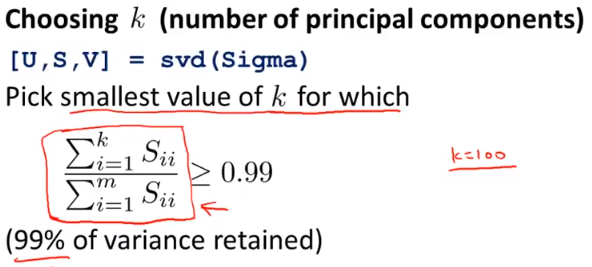 Choosing k (number of principal components)
[U,S,V] = svd(Sigma)
Pick smallest value of k for which
\frac{\sum_{i=1}^{k} S_{ii}}{\sum_{i=1}^{m} S_{ii}} ≥ 0.99
k=100
(99% of variance retained)